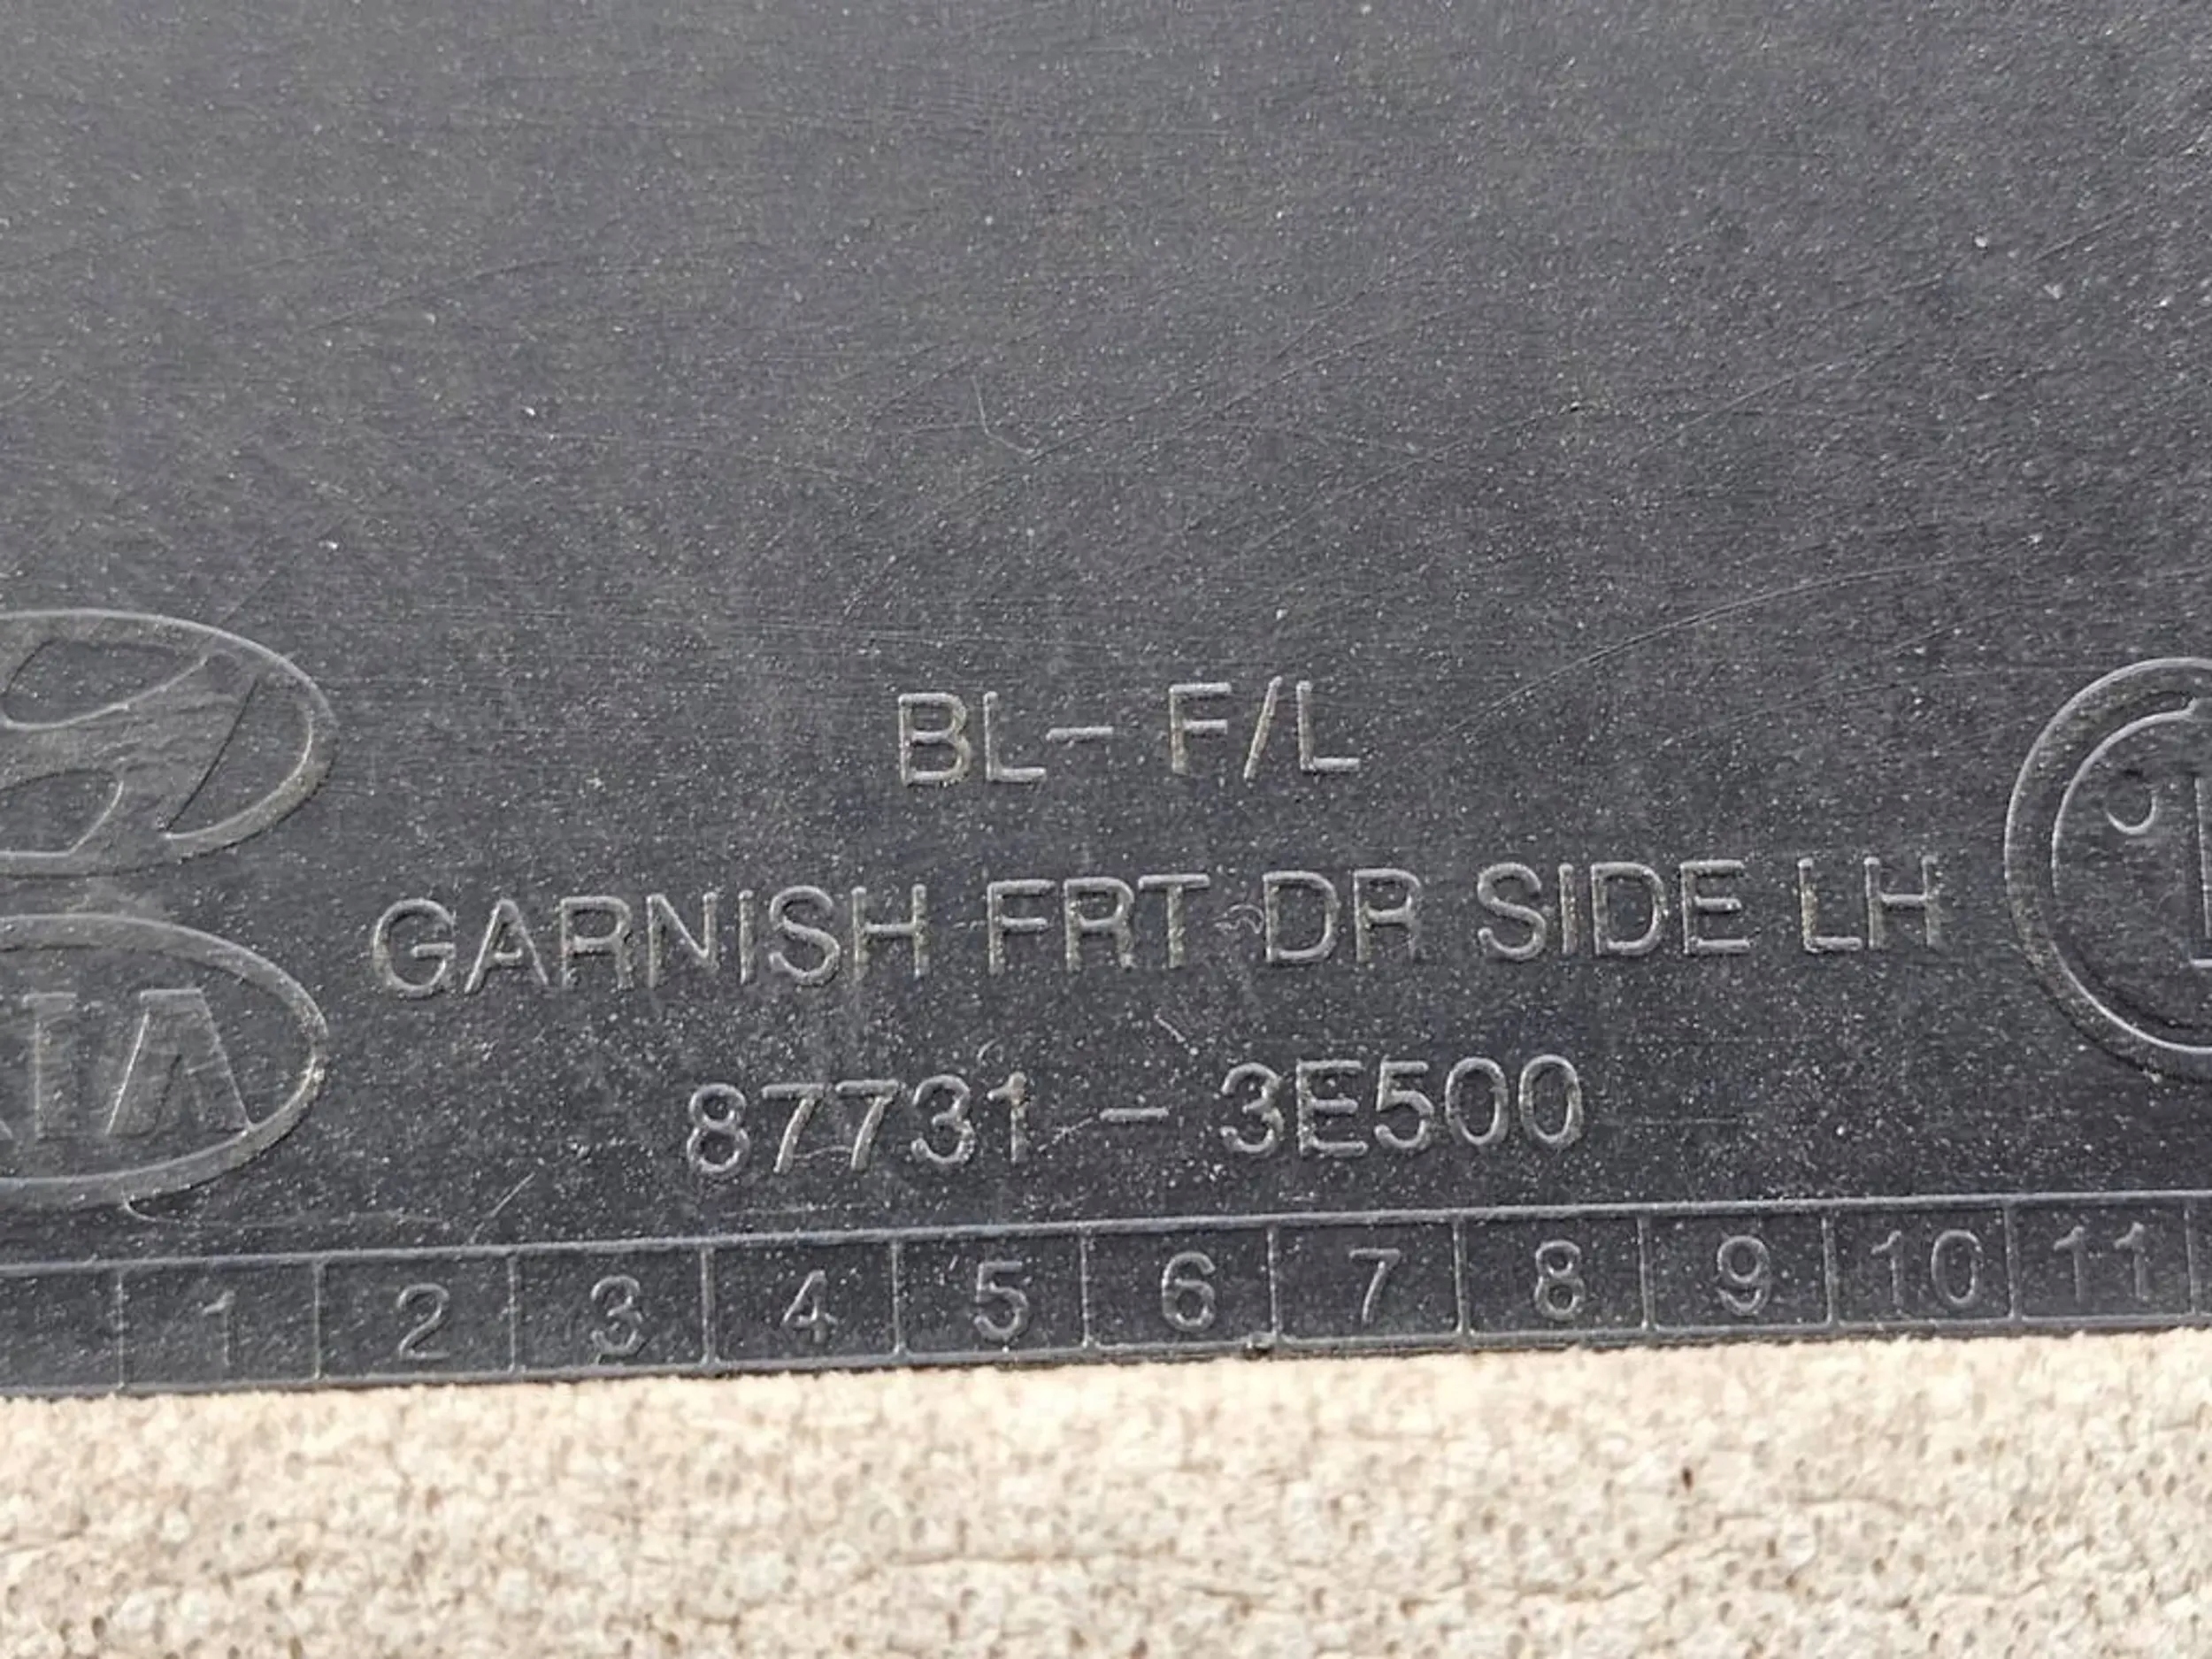 BL- F/L
GARNISH FRT DR SIDE LH
KIA
87731 - 3E500
1 2 3 4 5 6 7 8 9 10 11